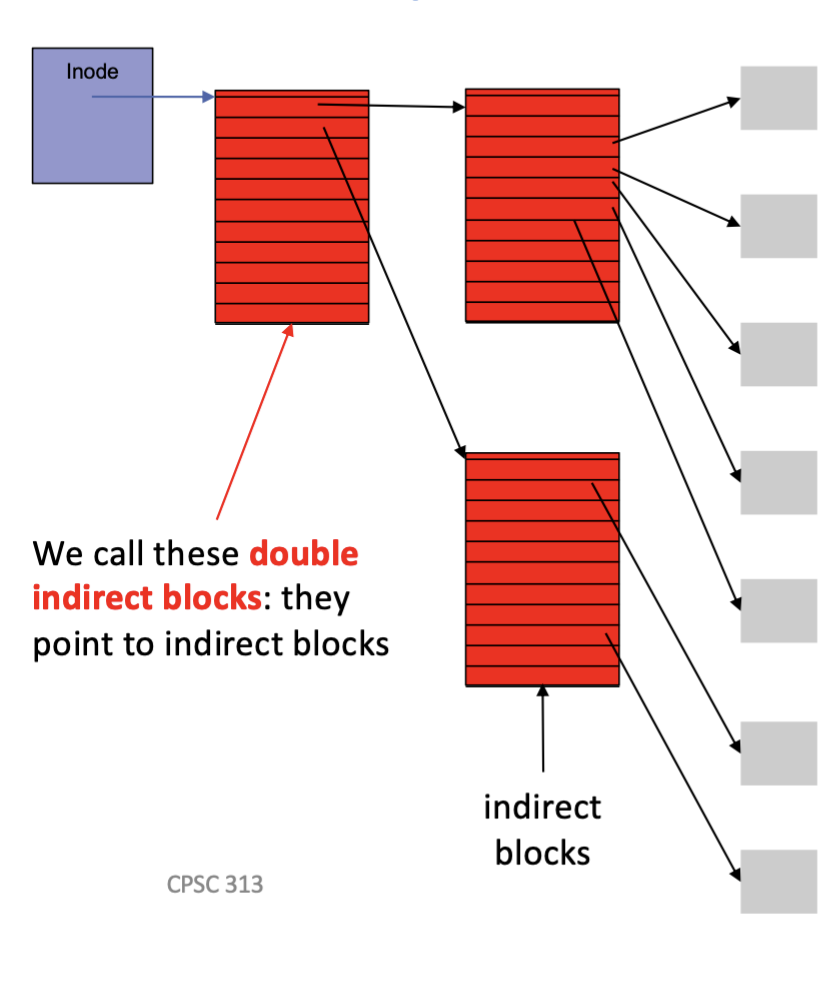 Inode
We call these double
indirect blocks: they
point to indirect blocks
indirect
blocks
CPSC 313